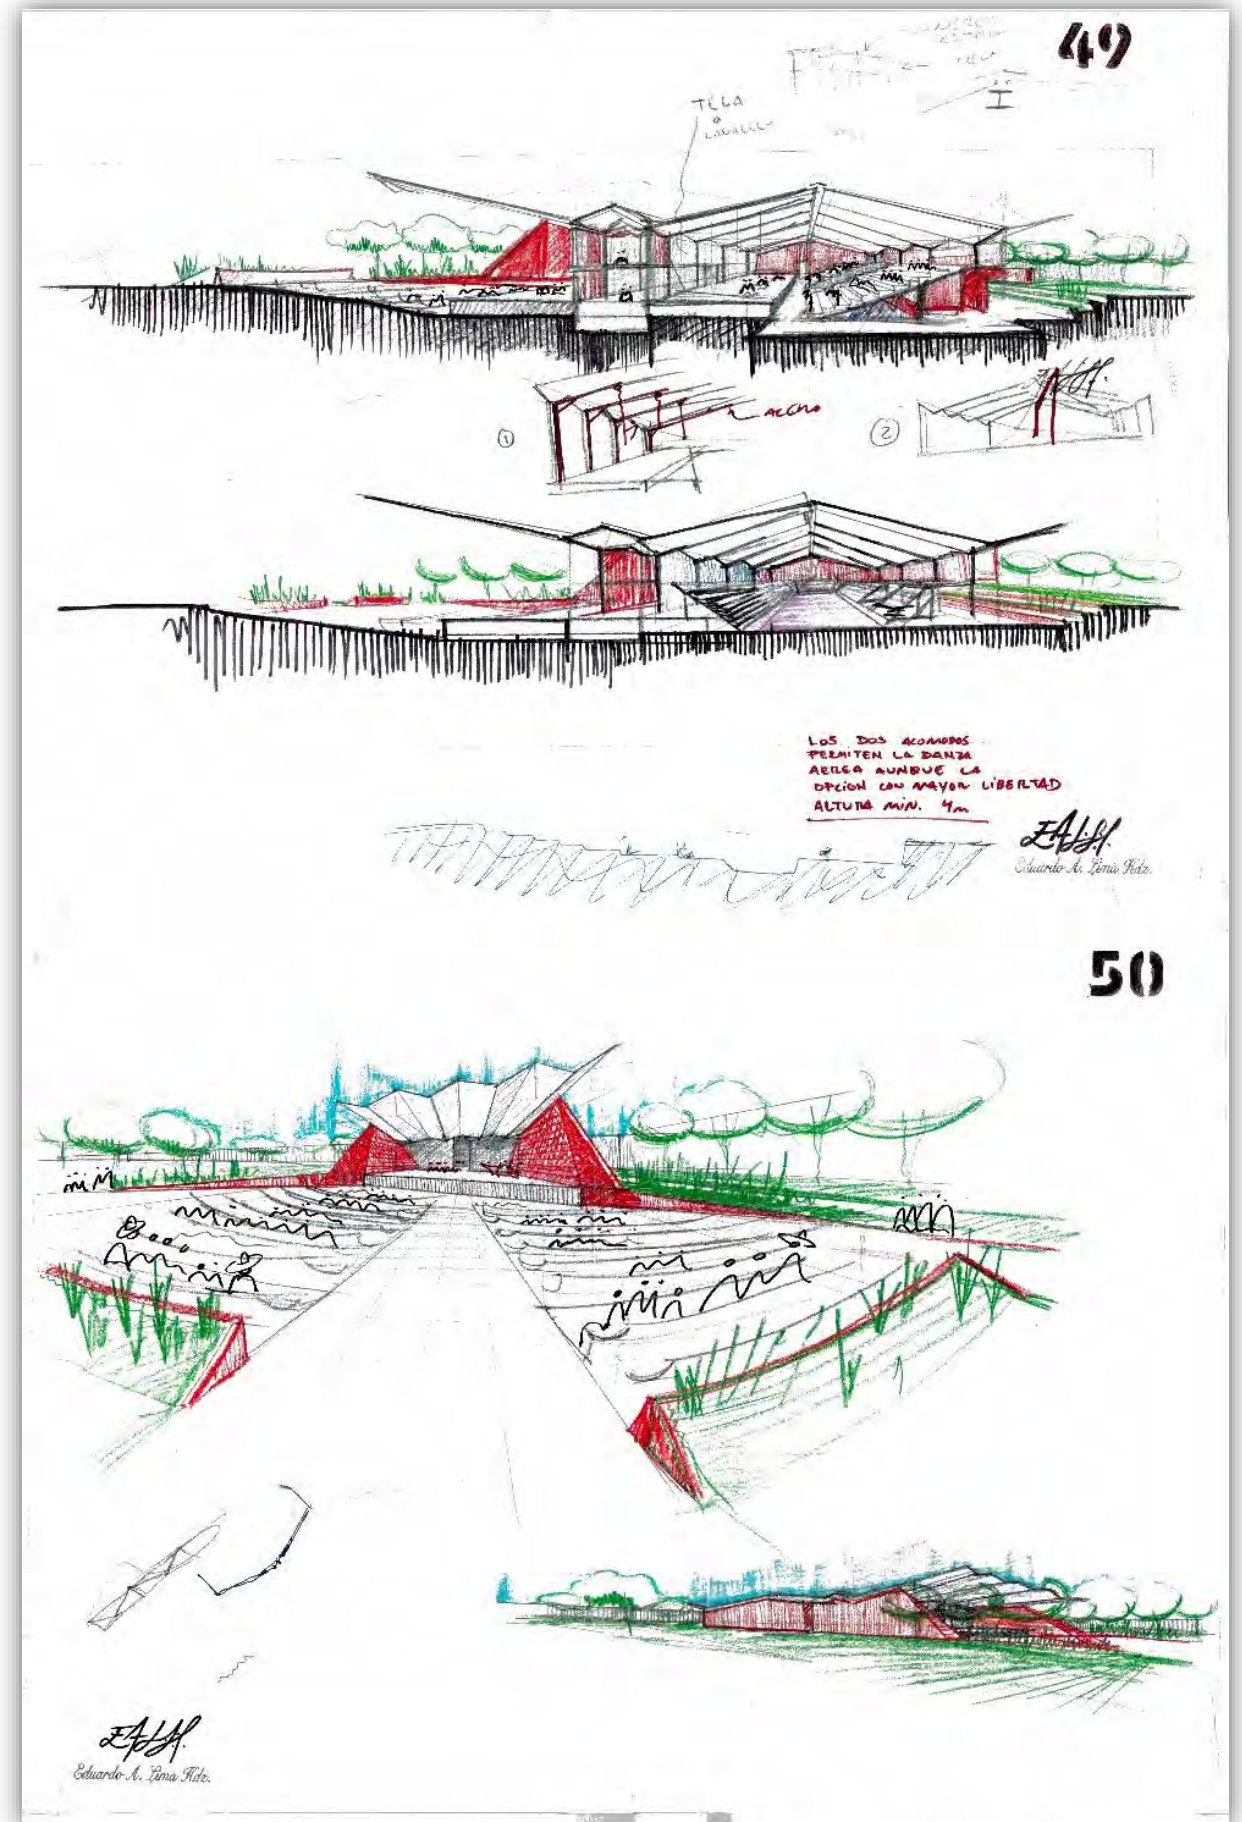 49
TELA
I
① ACERO
②
LOS DOS ACOMODOS
PERMITEN LA DANZA
AEREA AUNQUE LA
OPCIÓN CON MAYOR LIBERTAD
ALTURA MIN. 4m
Eduardo A. Lima Hdz.
50
Eduardo A. Lima Hdz.